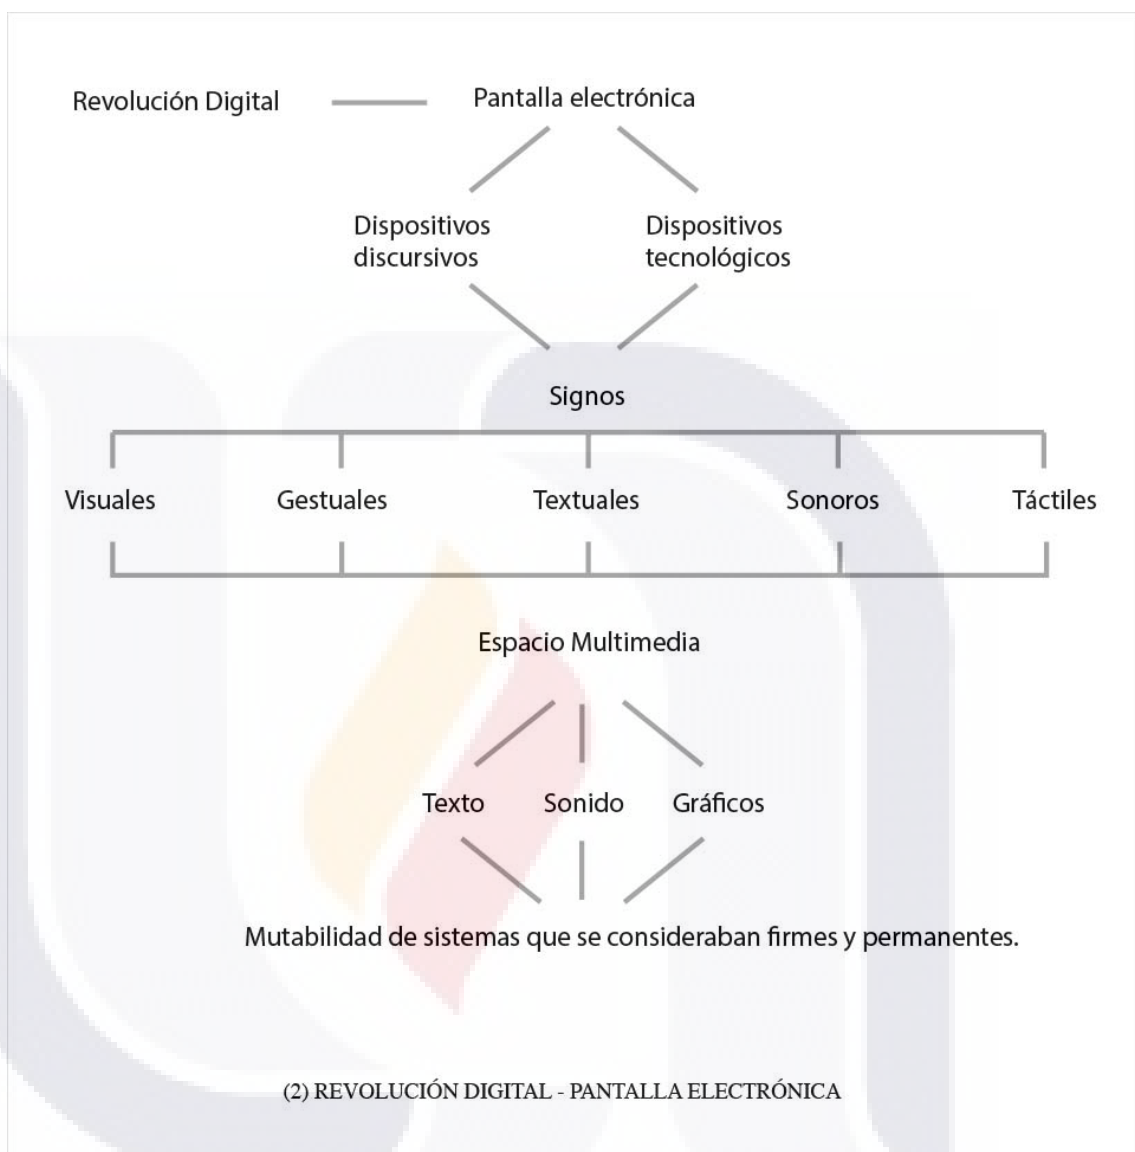 Revolución Digital
Pantalla electrónica
Dispositivos
discursivos
Dispositivos
tecnológicos
Signos
Visuales
Gestuales
Textuales
Sonoros
Táctiles
Espacio Multimedia
Texto
Sonido
Gráficos
Mutabilidad de sistemas que se consideraban firmes y permanentes.
(2) REVOLUCIÓN DIGITAL - PANTALLA ELECTRÓNICA